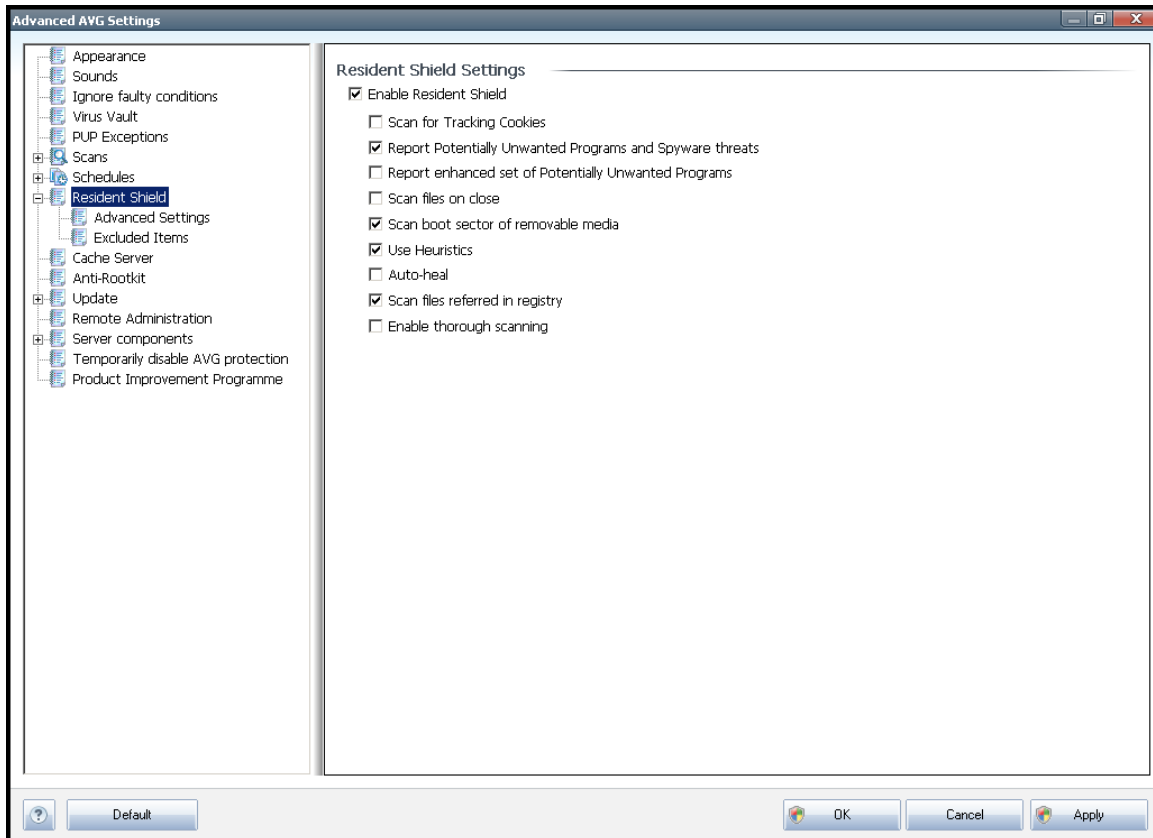 Advanced AVG Settings
Appearance
Sounds
Ignore faulty conditions
Virus Vault
PUP Exceptions
Scans
Schedules
Resident Shield
Advanced Settings
Excluded Items
Cache Server
Anti-Rootkit
Update
Remote Administration
Server components
Temporarily disable AVG protection
Product Improvement Programme
Resident Shield Settings
Enable Resident Shield
Scan for Tracking Cookies
Report Potentially Unwanted Programs and Spyware threats
Report enhanced set of Potentially Unwanted Programs
Scan files on close
Scan boot sector of removable media
Use Heuristics
Auto-heal
Scan files referred in registry
Enable thorough scanning
?
Default
OK
Cancel
Apply